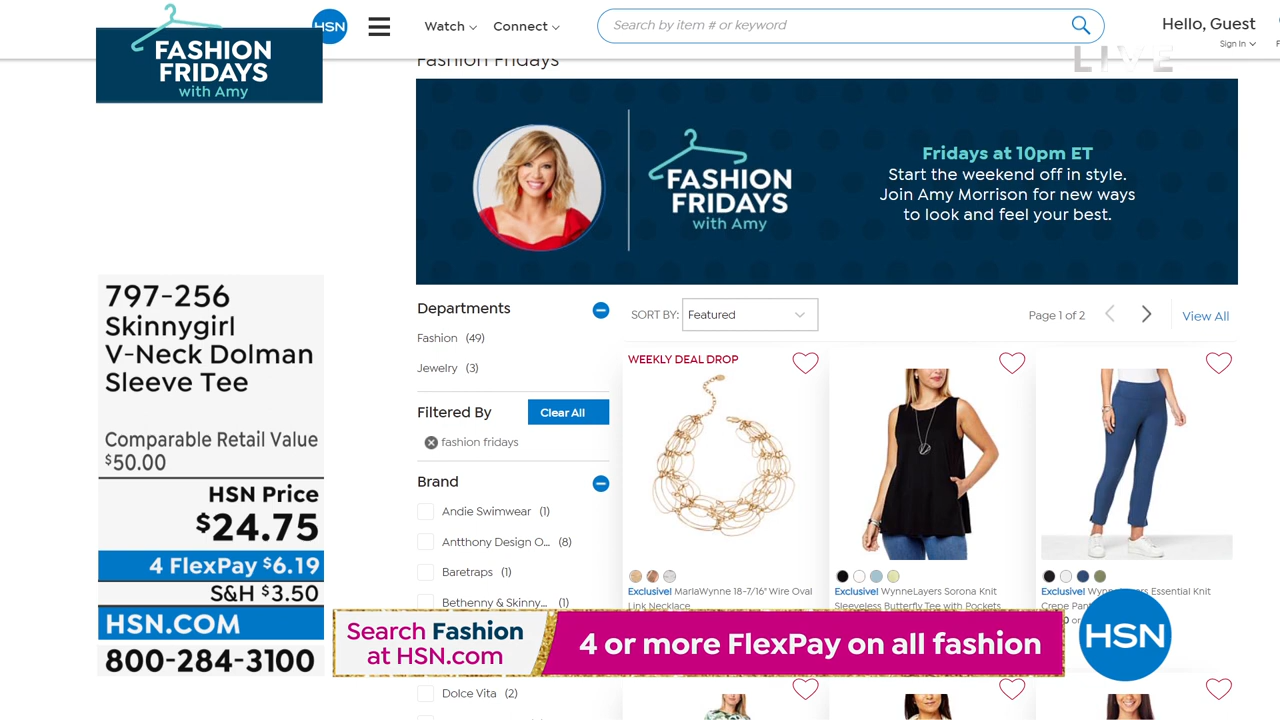 FASHION
FRIDAYS
with Amy
HSN
Watch
Connect
Search by item # or keyword
Hello, Guest
Sign In
LIVE
Fashion Fridays
FASHION
FRIDAYS
with Amy
Fridays at 10pm ET
Start the weekend off in style.
Join Amy Morrison for new ways
to look and feel your best.
797-256
Skinnygirl
V-Neck Dolman
Sleeve Tee
Comparable Retail Value
$50.00
HSN Price
$24.75
4 FlexPay $6.19
S&H $3.50
HSN.COM
800-284-3100
Departments
Fashion (49)
Jewelry (3)
Filtered By
Clear All
fashion fridays
Brand
Andie Swimwear (1)
Antthony Design O... (8)
Baretraps (1)
Bethenny & Skinny... (1)
Dolce Vita (2)
SORT BY: Featured
Page 1 of 2
View All
WEEKLY DEAL DROP
Exclusive! MarlaWynne 18-7/16" Wire Oval
Link Necklace
Exclusive! WynneLayers Sorona Knit
Sleeveless Butterfly Tee with Pockets
Exclusive! WynneLayers Essential Knit
Crepe Pant
Search Fashion
at HSN.com
4 or more FlexPay on all fashion
HSN